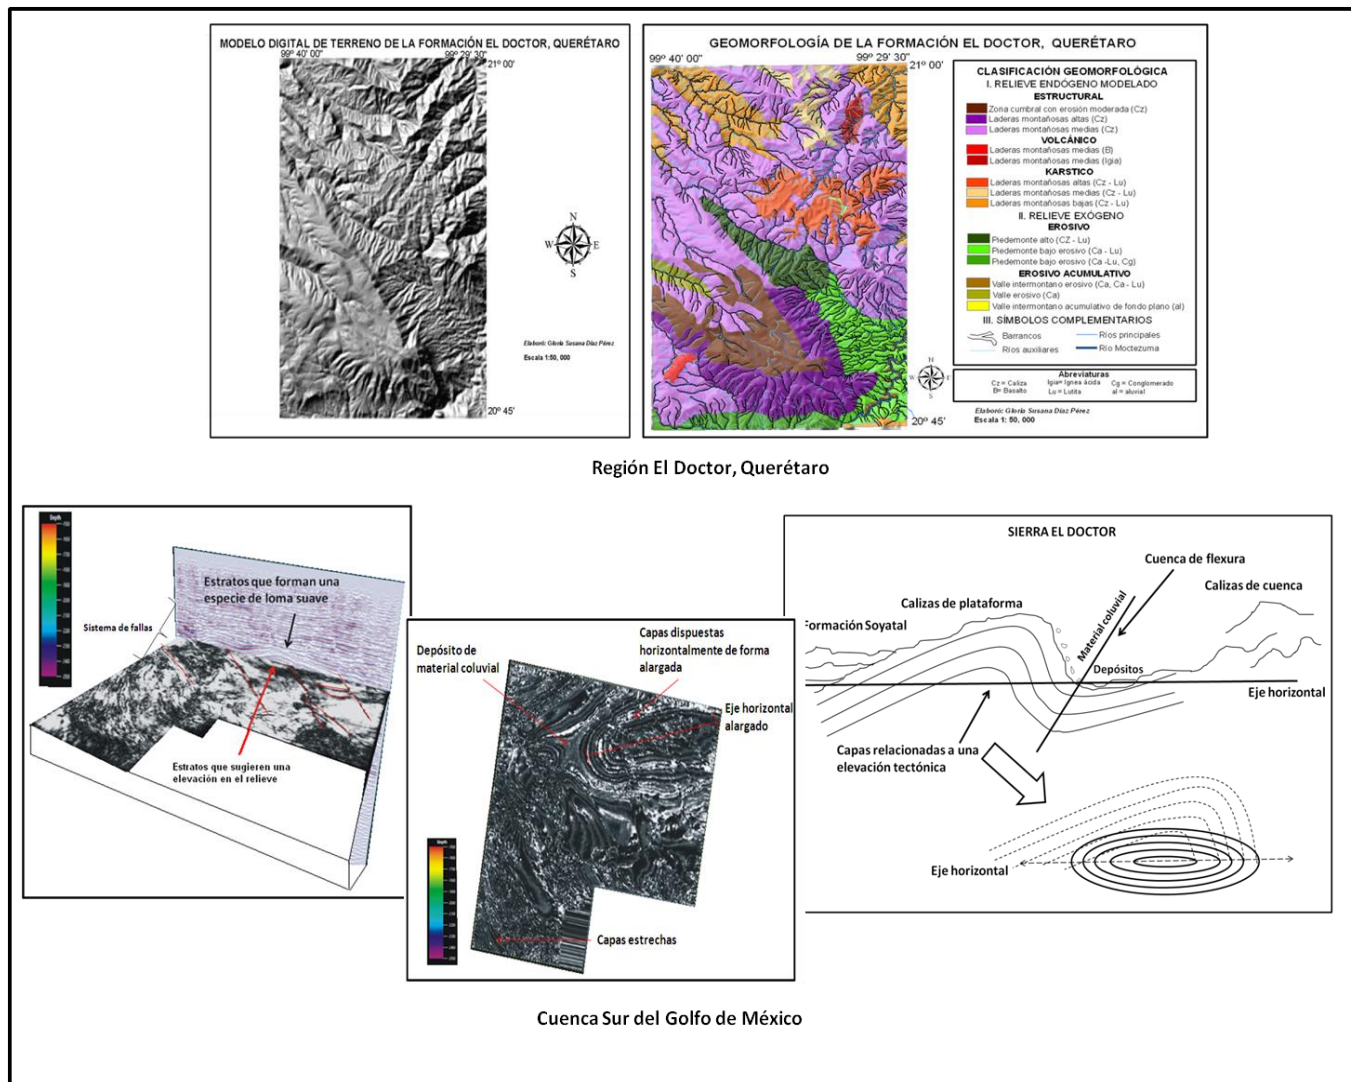 MODELO DIGITAL DE TERRENO DE LA FORMACIÓN EL DOCTOR, QUERÉTARO
99º 40' 00"
99º 29' 30"
21º 00'
N
W
E
S
Elaboró: Gloria Susana Díaz Pérez
Escala 1:50, 000
20º 45'
GEOMORFOLOGÍA DE LA FORMACIÓN EL DOCTOR, QUERÉTARO
99º 40' 00"
99º 29' 30"
21º 00'
CLASIFICACIÓN GEOMORFOLÓGICA
I. RELIEVE ENDÓGENO MODELADO
ESTRUCTURAL
Zona cumbral con erosión moderada (Cz)
Laderas montañosas altas (Cz)
Laderas montañosas medias (Cz)
VOLCÁNICO
Laderas montañosas medias (B)
Laderas montañosas medias (Igia)
KARSTICO
Laderas montañosas altas (Cz - Lu)
Laderas montañosas medias (Cz - Lu)
Laderas montañosas bajas (Cz - Lu)
II. RELIEVE EXÓGENO
EROSIVO
Piedemonte alto (CZ - Lu)
Piedemonte bajo erosivo (Ca - Lu)
Piedemonte bajo erosivo (Ca -Lu, Cg)
EROSIVO ACUMULATIVO
Valle intermontano erosivo (Ca, Ca - Lu)
Valle erosivo (Ca)
Valle intermontano acumulativo de fondo plano (al)
III. SÍMBOLOS COMPLEMENTARIOS
Barrancos
Ríos principales
Ríos auxiliares
Río Moctezuma
N
W
E
S
Abreviaturas
Cz = Caliza
Igia= Ignea ácida
Cg = Conglomerado
B= Basalto
Lu = Lutita
al = aluvial
Elaboró: Gloria Susana Díaz Pérez
Escala 1: 50, 000
20º 45'
Región El Doctor, Querétaro
Depth
Estratos que forman una
especie de loma suave
Sistema de fallas
Estratos que sugieren una
elevación en el relieve
Depósito de
material coluvial
Capas dispuestas
horizontalmente de forma
alargada
Eje horizontal
alargado
Depth
Capas estrechas
SIERRA EL DOCTOR
Cuenca de flexura
Calizas de cuenca
Calizas de plataforma
Material coluvial
Formación Soyatal
Depósitos
Eje horizontal
Capas relacionadas a una
elevación tectónica
Eje horizontal
Cuenca Sur del Golfo de México